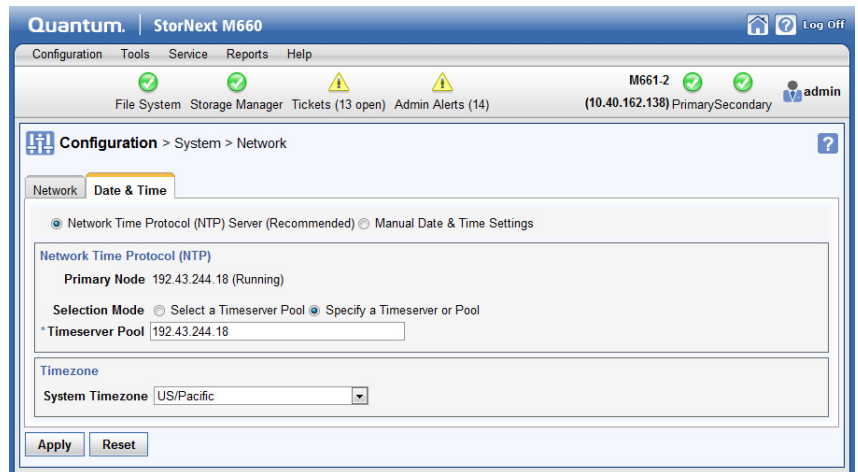 Quantum. | StorNext M660 ? Log Off
Configuration Tools Service Reports Help
File System Storage Manager Tickets (13 open) Admin Alerts (14) M661-2 (10.40.162.138) Primary Secondary admin
Configuration > System > Network ?
Network Date & Time
Network Time Protocol (NTP) Server (Recommended) Manual Date & Time Settings
Network Time Protocol (NTP)
Primary Node 192.43.244.18 (Running)
Selection Mode Select a Timeserver Pool Specify a Timeserver or Pool
*Timeserver Pool 192.43.244.18
Timezone
System Timezone US/Pacific
Apply Reset